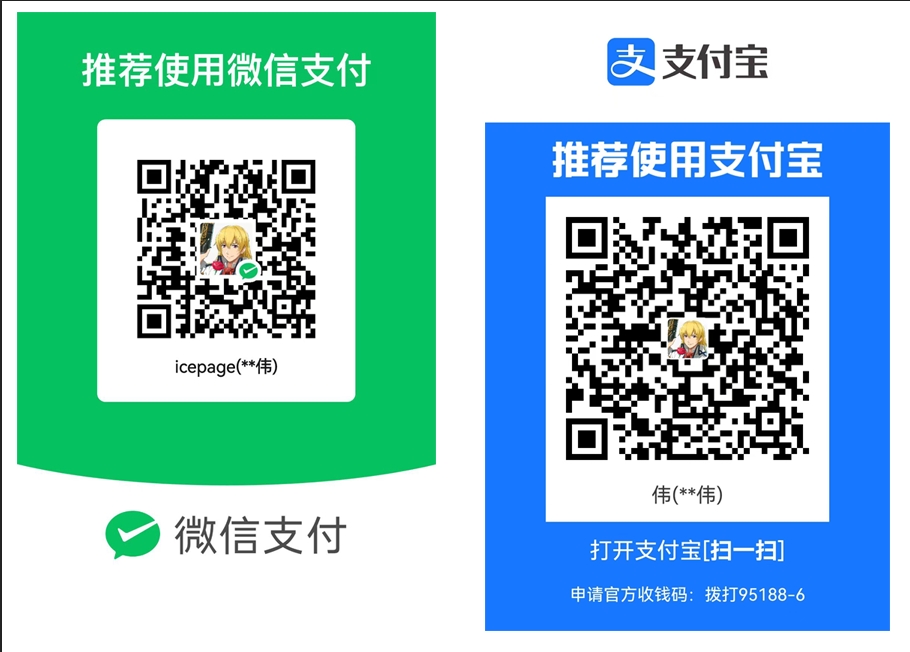 推荐使用微信支付
icepage(**伟)
微信支付
支 支付宝
推荐使用支付宝
伟(**伟)
打开支付宝[扫一扫]
申请官方收钱码：拨打95188-6